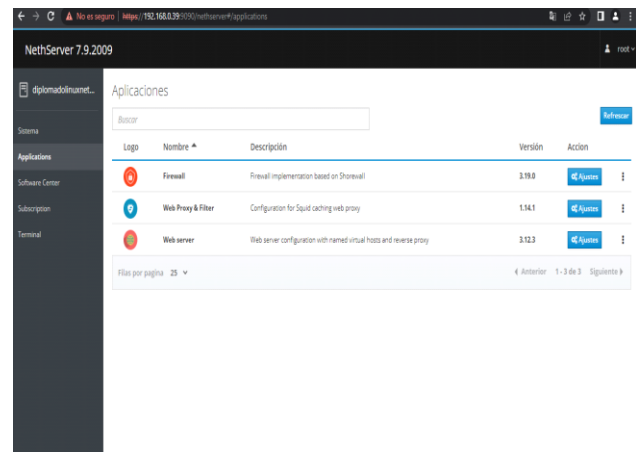 No es seguro | https://192.168.0.39:9090/nethserver#/applications
NethServer 7.9.2009
root
diplomadolinuxnet...
Sistema
Applications
Software Center
Subscription
Terminal
Aplicaciones
Buscar
Refrescar
Logo Nombre Descripción Versión Accion
Firewall Firewall implementation based on Shorewall 3.19.0 Ajustes
Web Proxy & Filter Configuration for Squid caching web proxy 1.14.1 Ajustes
Web server Web server configuration with named virtual hosts and reverse proxy 3.12.3 Ajustes
Filas por pagina 25 Anterior 1 - 3 de 3 Siguiente